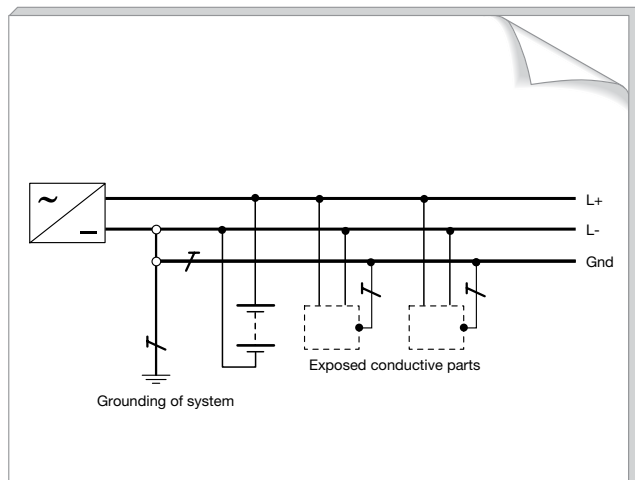 L+
L-
Gnd
Exposed conductive parts
Grounding of system